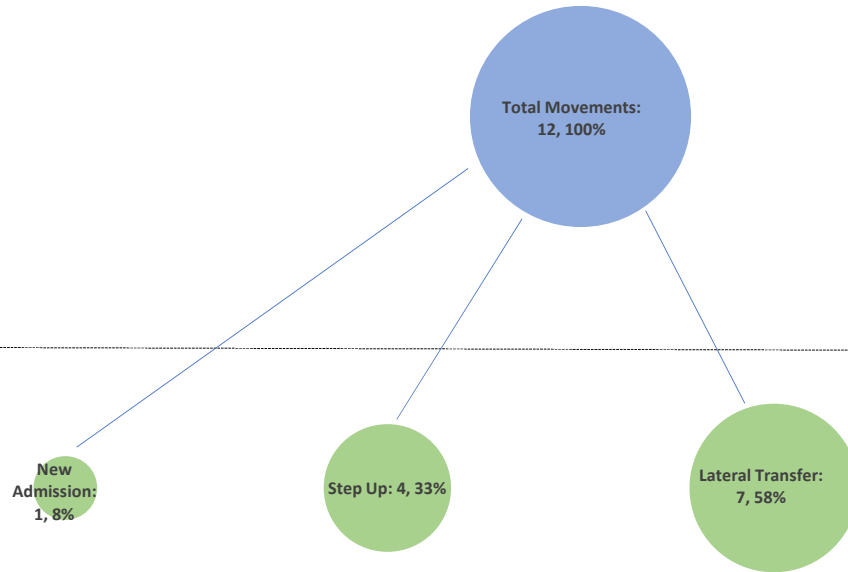 Total Movements:
12, 100%
New
Admission:
1, 8%
Step Up: 4, 33%
Lateral Transfer:
7, 58%